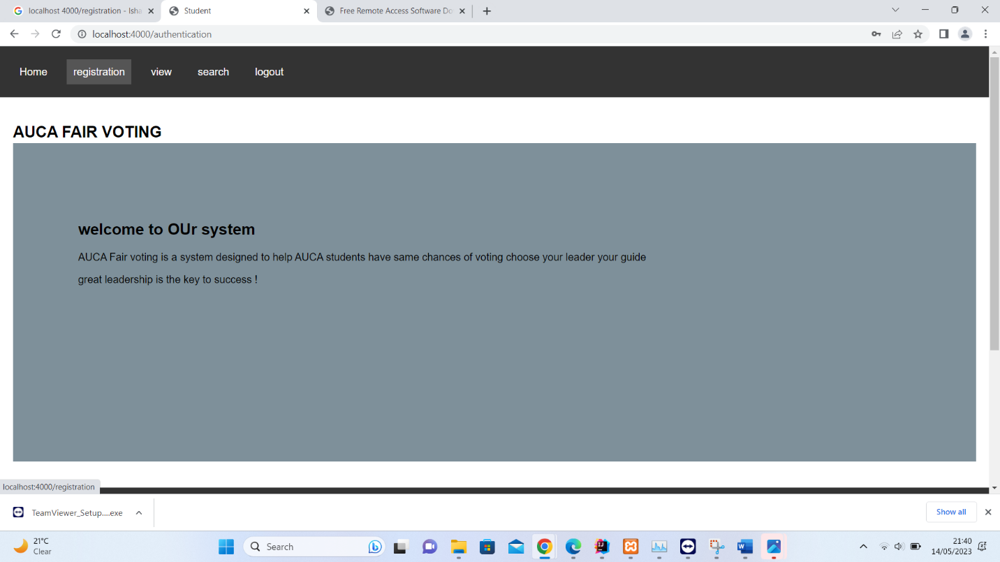 localhost 4000/registration - Isha
Student
Free Remote Access Software Do
localhost:4000/authentication
Home registration view search logout
AUCA FAIR VOTING
welcome to OUr system
AUCA Fair voting is a system designed to help AUCA students have same chances of voting choose your leader your guide
great leadership is the key to success !
localhost:4000/registration
TeamViewer_Setup....exe
Show all
21°C
Clear
Search
21:40
14/05/2023